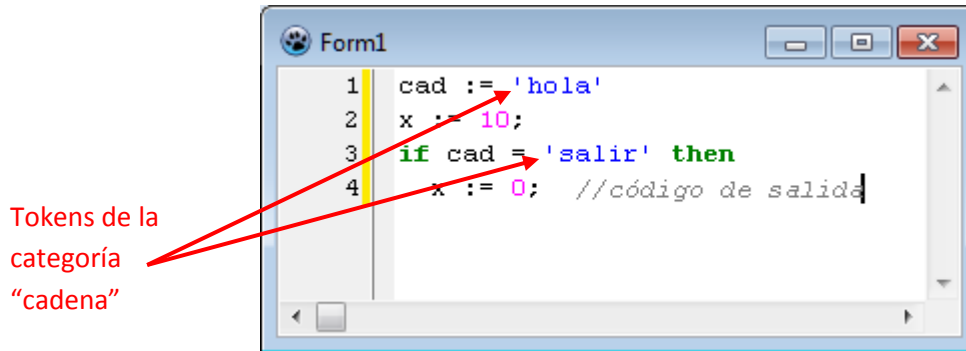 Form1
1 cad := 'hola'
2 x := 10;
3 if cad = 'salir' then
4 x := 0; //código de salida
Tokens de la
categoría
“cadena”